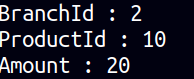 BranchId : 2
ProductId : 10
Amount : 20